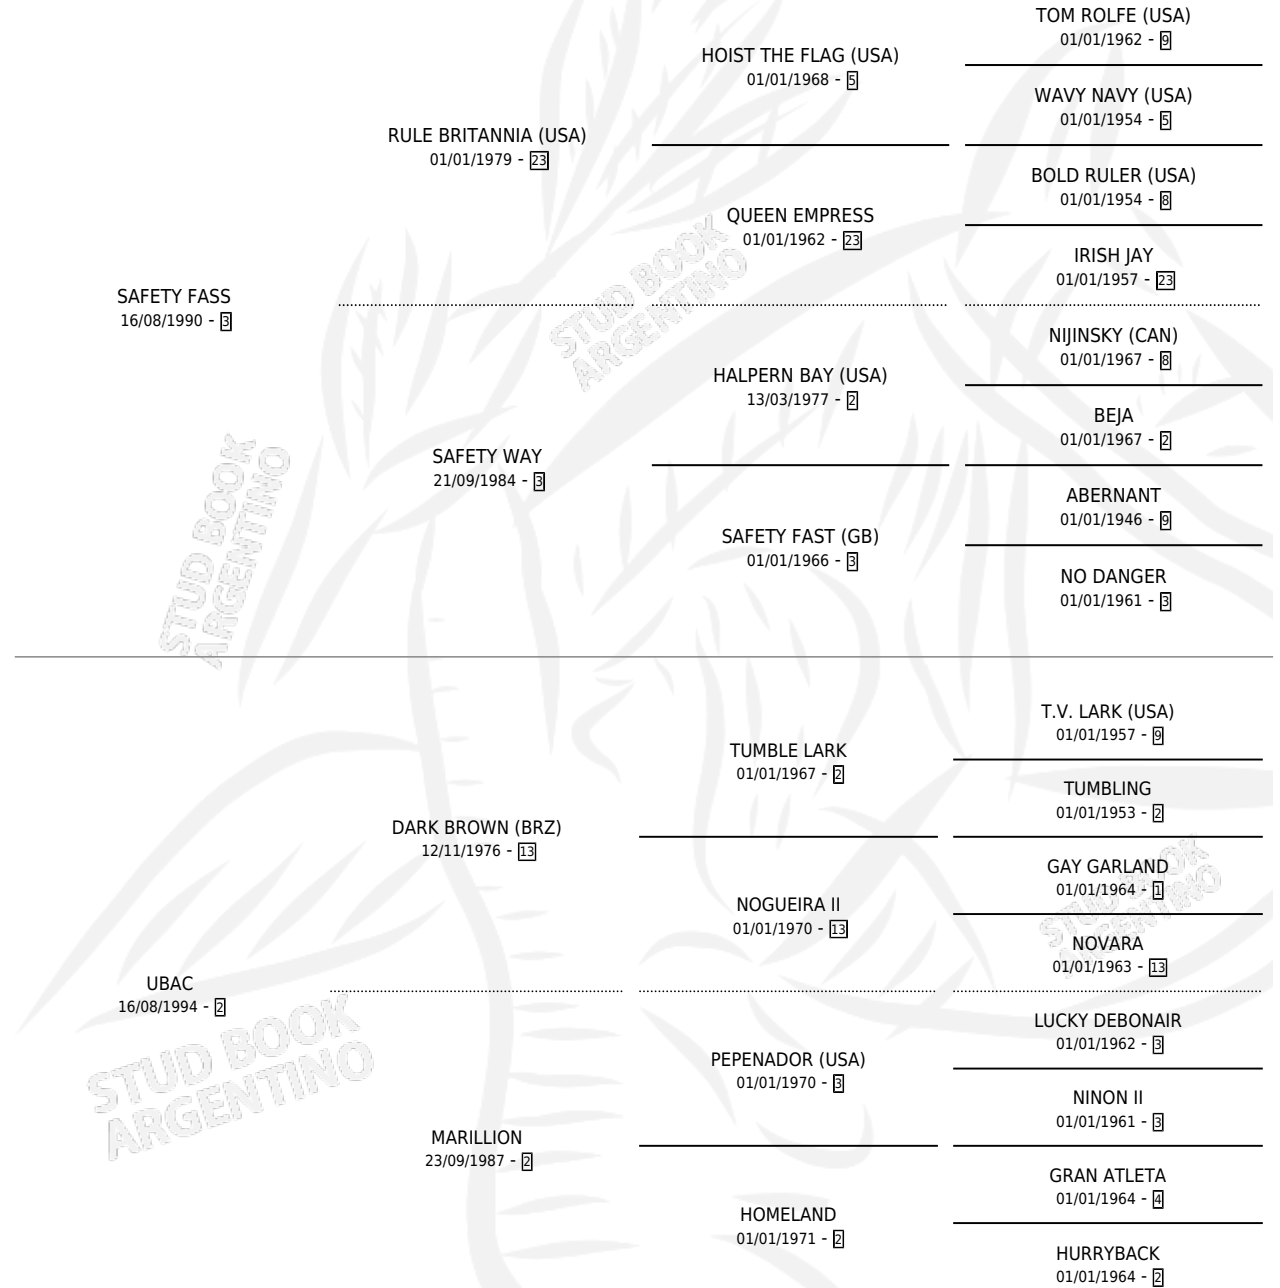 TOM ROLFE (USA)
01/01/1962 - 9
HOIST THE FLAG (USA)
01/01/1968 - 5
WAVY NAVY (USA)
01/01/1954 - 5
RULE BRITANNIA (USA)
01/01/1979 - 23
BOLD RULER (USA)
01/01/1954 - 8
QUEEN EMPRESS
01/01/1962 - 23
IRISH JAY
01/01/1957 - 23
SAFETY FASS
16/08/1990 - 3
STUD BOOK
ARGENTINO
NIJINSKY (CAN)
01/01/1967 - 8
HALPERN BAY (USA)
13/03/1977 - 2
BEJA
01/01/1967 - 2
SAFETY WAY
21/09/1984 - 3
ABERNANT
01/01/1946 - 9
SAFETY FAST (GB)
01/01/1966 - 3
NO DANGER
01/01/1961 - 3
STUD BOOK
ARGENTINO
T.V. LARK (USA)
01/01/1957 - 9
TUMBLE LARK
01/01/1967 - 2
TUMBLING
01/01/1953 - 2
DARK BROWN (BRZ)
12/11/1976 - 13
GAY GARLAND
01/01/1964 - 1
NOGUEIRA II
01/01/1970 - 13
NOVARA
01/01/1963 - 13
STUD BOOK
ARGENTINO
UBAC
16/08/1994 - 2
LUCKY DEBONAIR
01/01/1962 - 3
PEPENADOR (USA)
01/01/1970 - 3
NINON II
01/01/1961 - 3
STUD BOOK
ARGENTINO
MARILLION
23/09/1987 - 2
GRAN ATLETA
01/01/1964 - 4
HOMELAND
01/01/1971 - 2
HURRYBACK
01/01/1964 - 2